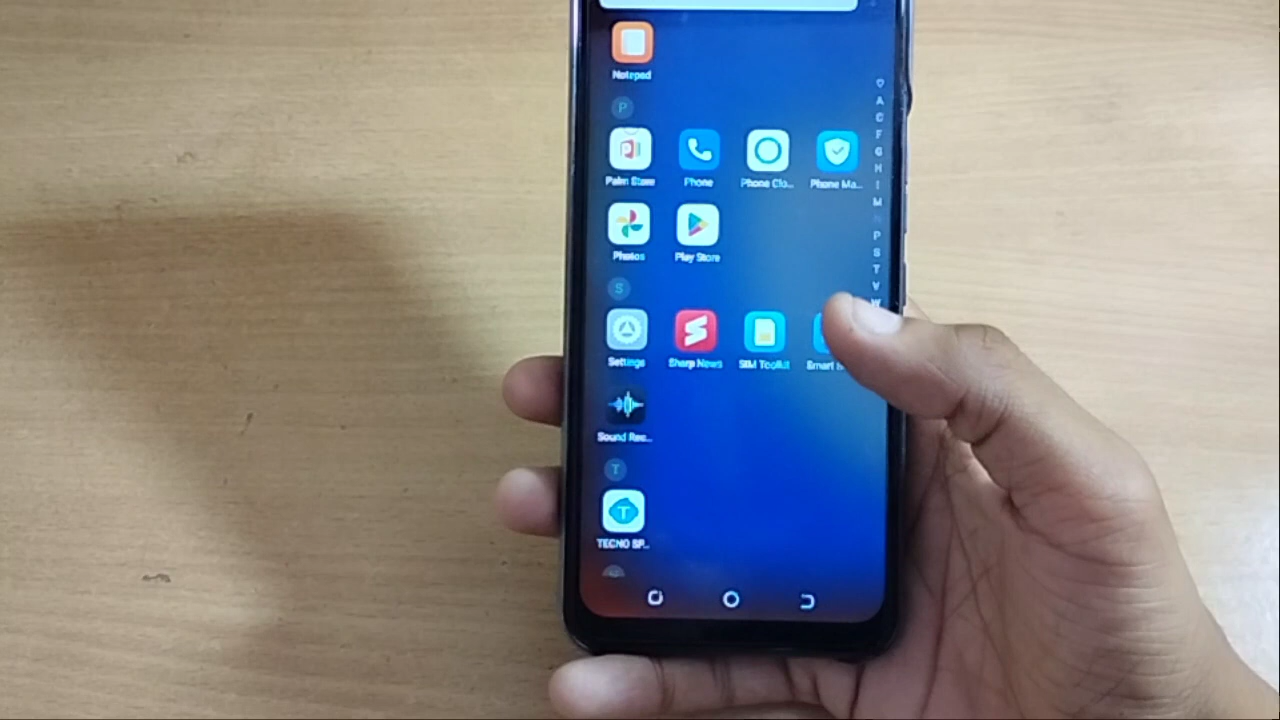 Notepad
P
Palm Store Phone Phone Clo... Phone Ma...
Photos Play Store
S
Settings Sharp News SIM Toolkit Smart
Sound Rec...
T
TECNO SP...
A
C
F
G
H
I
M
N
P
S
T
V
W